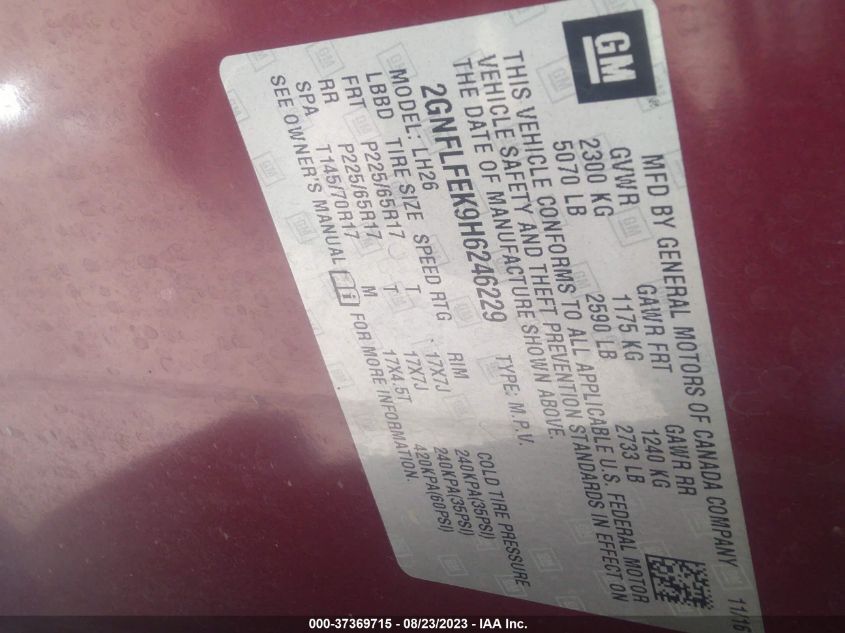 GM
MFD BY GENERAL MOTORS OF CANADA COMPANY 11/16
GVWR GAWR FRT GAWR RR
2300 KG 1175 KG 1240 KG
5070 LB 2590 LB 2733 LB
THIS VEHICLE CONFORMS TO ALL APPLICABLE U.S. FEDERAL MOTOR
VEHICLE SAFETY AND THEFT PREVENTION STANDARDS IN EFFECT ON
THE DATE OF MANUFACTURE SHOWN ABOVE.
2GNFLFEK9H6246229 TYPE: M.P.V.
MODEL: LH26
LBBD TIRE SIZE SPEED RTG RIM COLD TIRE PRESSURE
FRT P225/65R17 T 17X7J 240KPA(35PSI)
RR P225/65R17 T 17X7J 240KPA(35PSI)
SPA T145/70R17 M 17X4.5T 420KPA(60PSI)
SEE OWNER'S MANUAL FOR MORE INFORMATION.
000-37369715 / 08/23/2023 - IAA Inc.